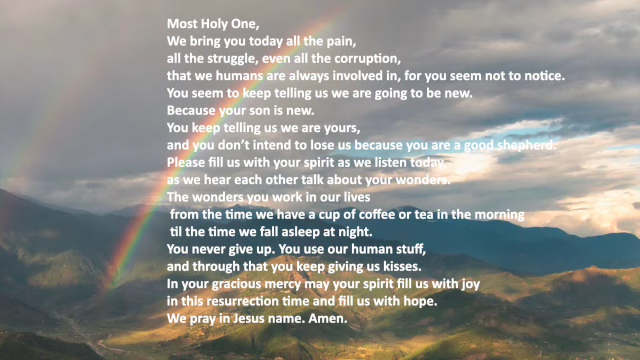 Most Holy One,
We bring you today all the pain,
all the struggle, even all the corruption,
that we humans are always involved in, for you seem not to notice.
You seem to keep telling us we are going to be new.
Because your son is new.
You keep telling us we are yours,
and you don't intend to lose us because you are a good shepherd.
Please fill us with your spirit as we listen today.
as we hear each other talk about your wonders.
The wonders you work in our lives
from the time we have a cup of coffee or tea in the morning
til the time we fall asleep at night.
You never give up. You use our human stuff,
and through that you keep giving us kisses.
In your gracious mercy may your spirit fill us with joy
in this resurrection time and fill us with hope.
We pray in Jesus name. Amen.